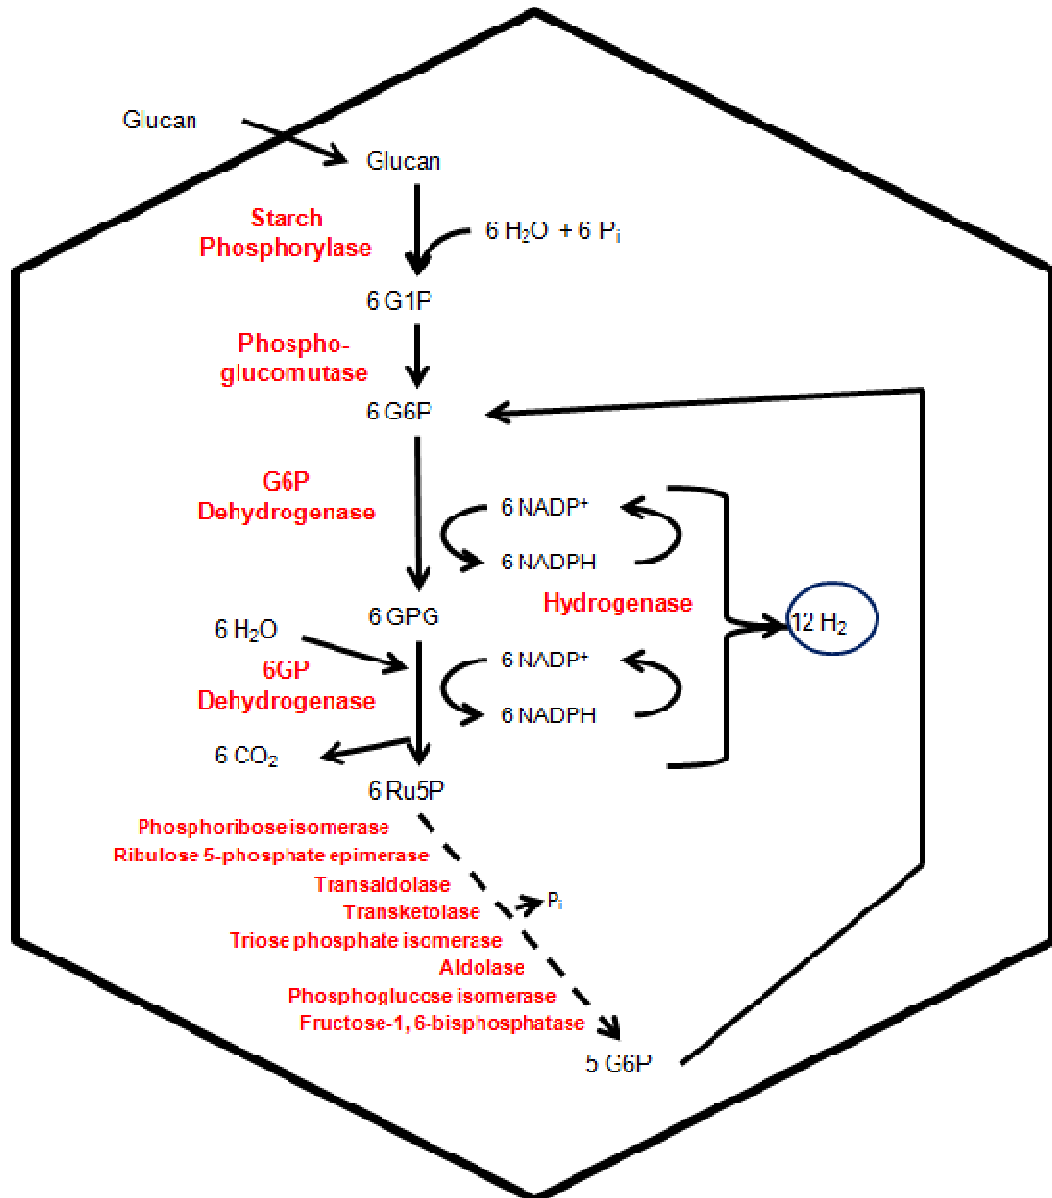 Glucan
Glucan
Starch
Phosphorylase
6 H₂O + 6 Pᵢ
6 G1P
Phospho-
glucomutase
6 G6P
G6P
Dehydrogenase
6 NADP⁺
6 NADPH
Hydrogenase
6 GPG
12 H₂
6 H₂O
6GP
Dehydrogenase
6 NADP⁺
6 NADPH
6 CO₂
6 Ru5P
Phosphoribose isomerase
Ribulose 5-phosphate epimerase
Transaldolase
Pᵢ
Transketolase
Triose phosphate isomerase
Aldolase
Phosphoglucose isomerase
Fructose-1, 6-bisphosphatase
5 G6P